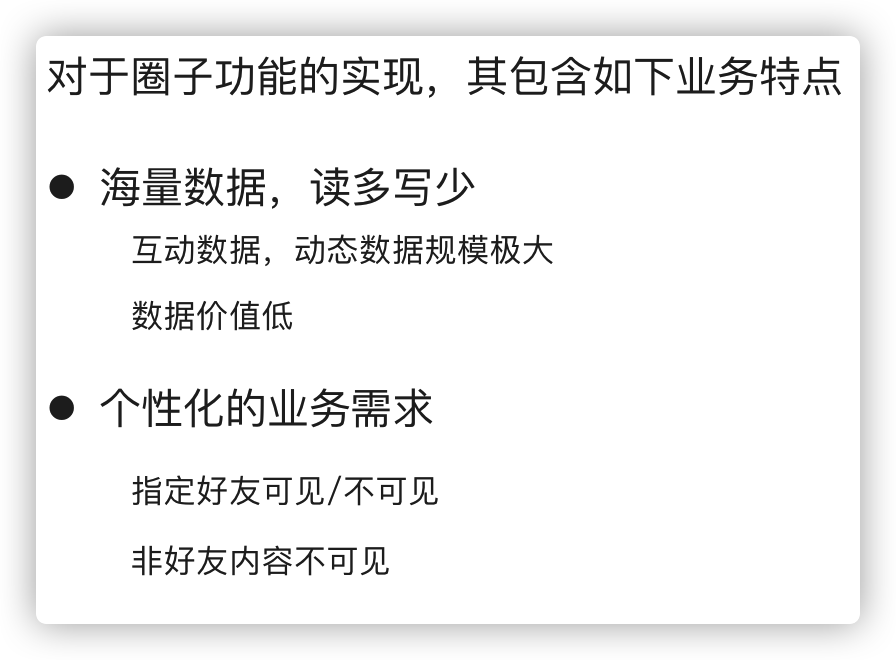 对于圈子功能的实现，其包含如下业务特点
● 海量数据，读多写少
互动数据，动态数据规模极大
数据价值低
● 个性化的业务需求
指定好友可见/不可见
非好友内容不可见